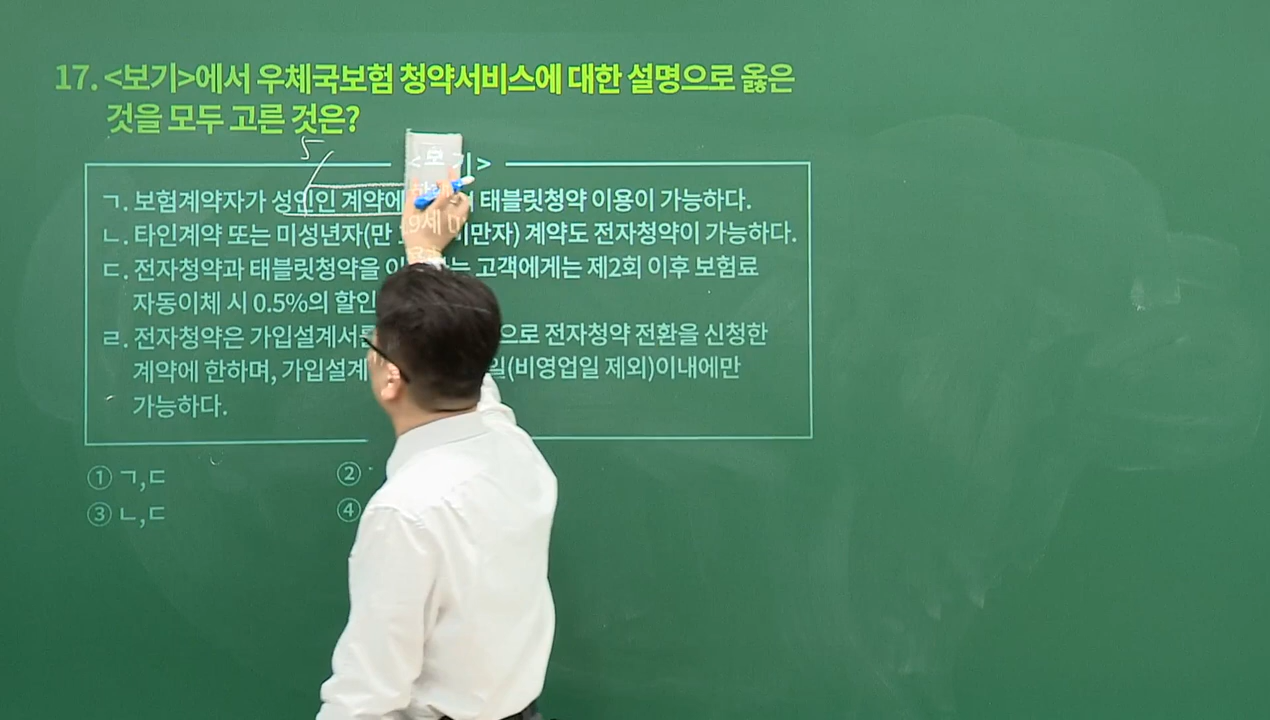 17. <보기>에서 우체국보험 청약서비스에 대한 설명으로 옳은
것을 모두 고른 것은?
5
<보기>
ㄱ. 보험계약자가 성인인 계약에 태블릿청약 이용이 가능하다.
ㄴ. 타인계약 또는 미성년자(만 19세 미만자) 계약도 전자청약이 가능하다.
ㄷ. 전자청약과 태블릿청약을 고객에게는 제2회 이후 보험료
자동이체 시 0.5%의 할인
ㄹ. 전자청약은 가입설계서를 으로 전자청약 전환을 신청한
계약에 한하며, 가입설계 일(비영업일 제외)이내에만
가능하다.
① ㄱ,ㄷ ②
③ ㄴ,ㄷ ④